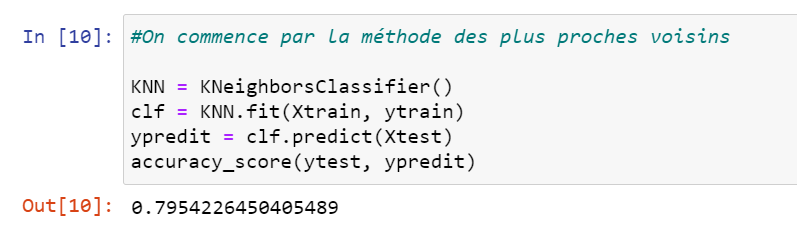 In [10]: #On commence par la méthode des plus proches voisins
KNN = KNeighborsClassifier()
clf = KNN.fit(Xtrain, ytrain)
ypredit = clf.predict(Xtest)
accuracy_score(ytest, ypredit)
Out[10]: 0.7954226450405489